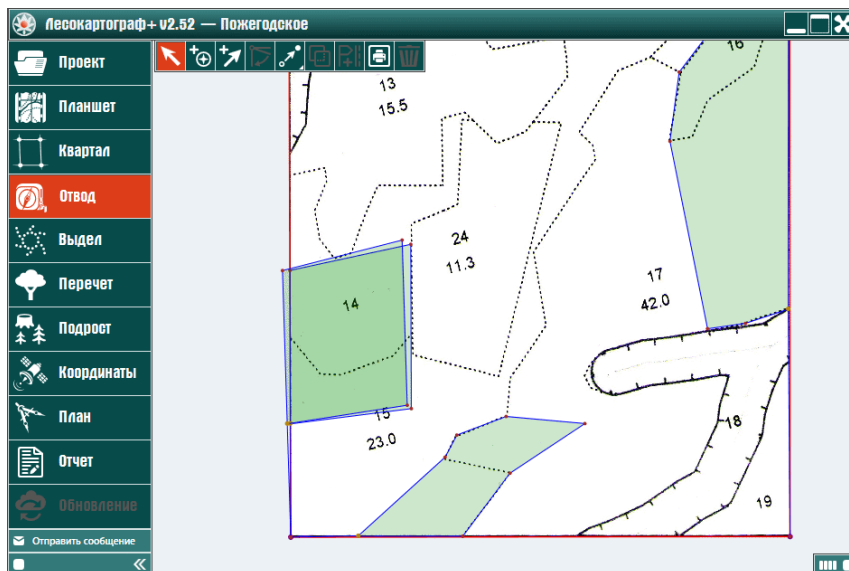 Лесокартограф+ v2.52 — Пожегодское
Проект
Планшет
Квартал
Отвод
Выдел
Перечет
Подрост
Координаты
План
Отчет
Обновление
Отправить сообщение
16
13
15.5
24
11.3
17
42.0
14
15
23.0
18
19